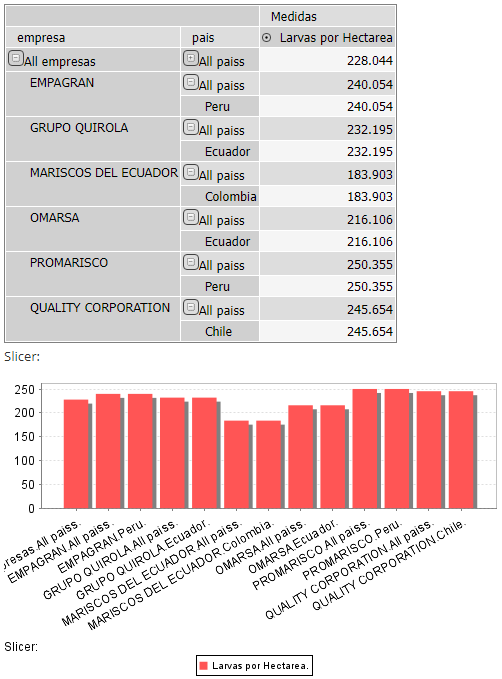 Medidas
empresa pais Larvas por Hectarea
All empresas All paiss 228.044
EMPAGRAN All paiss 240.054
Peru 240.054
GRUPO QUIROLA All paiss 232.195
Ecuador 232.195
MARISCOS DEL ECUADOR All paiss 183.903
Colombia 183.903
OMARSA All paiss 216.106
Ecuador 216.106
PROMARISCO All paiss 250.355
Peru 250.355
QUALITY CORPORATION All paiss 245.654
Chile 245.654
Slicer:
250
200
150
100
50
0
resas.All paiss.
EMPAGRAN.All paiss.
EMPAGRAN.Peru.
GRUPO QUIROLA.All paiss.
GRUPO QUIROLA.Ecuador.
MARISCOS DEL ECUADOR.All paiss.
MARISCOS DEL ECUADOR.Colombia.
OMARSA.All paiss.
OMARSA.Ecuador.
PROMARISCO.All paiss.
PROMARISCO.Peru.
QUALITY CORPORATION.All paiss.
QUALITY CORPORATION.Chile.
Slicer:
Larvas por Hectarea.